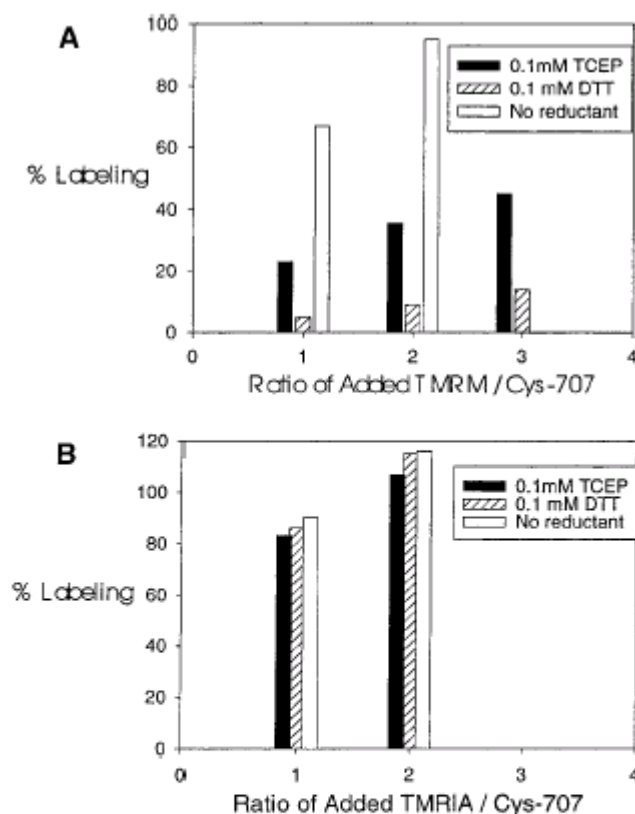 A
100
80
60
40
20
0
% Labeling
0.1mM TCEP
0.1 mM DTT
No reductant
0 1 2 3 4
Ratio of Added TMRM / Cys-707
B
120
100
80
60
40
20
0
% Labeling
0.1mM TCEP
0.1 mM DTT
No reductant
0 1 2 3 4
Ratio of Added TMRIA / Cys-707